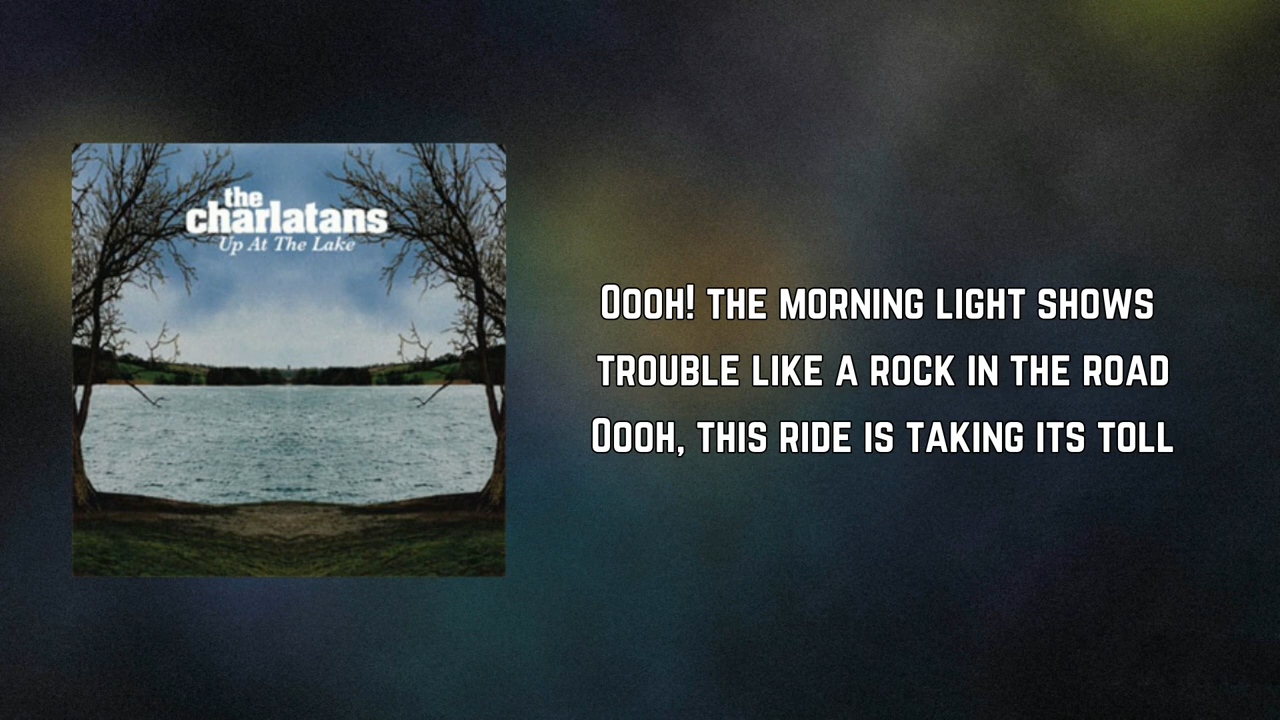 the
charlatans
Up At The Lake
Oooh! the morning light shows
trouble like a rock in the road
Oooh, this ride is taking its toll